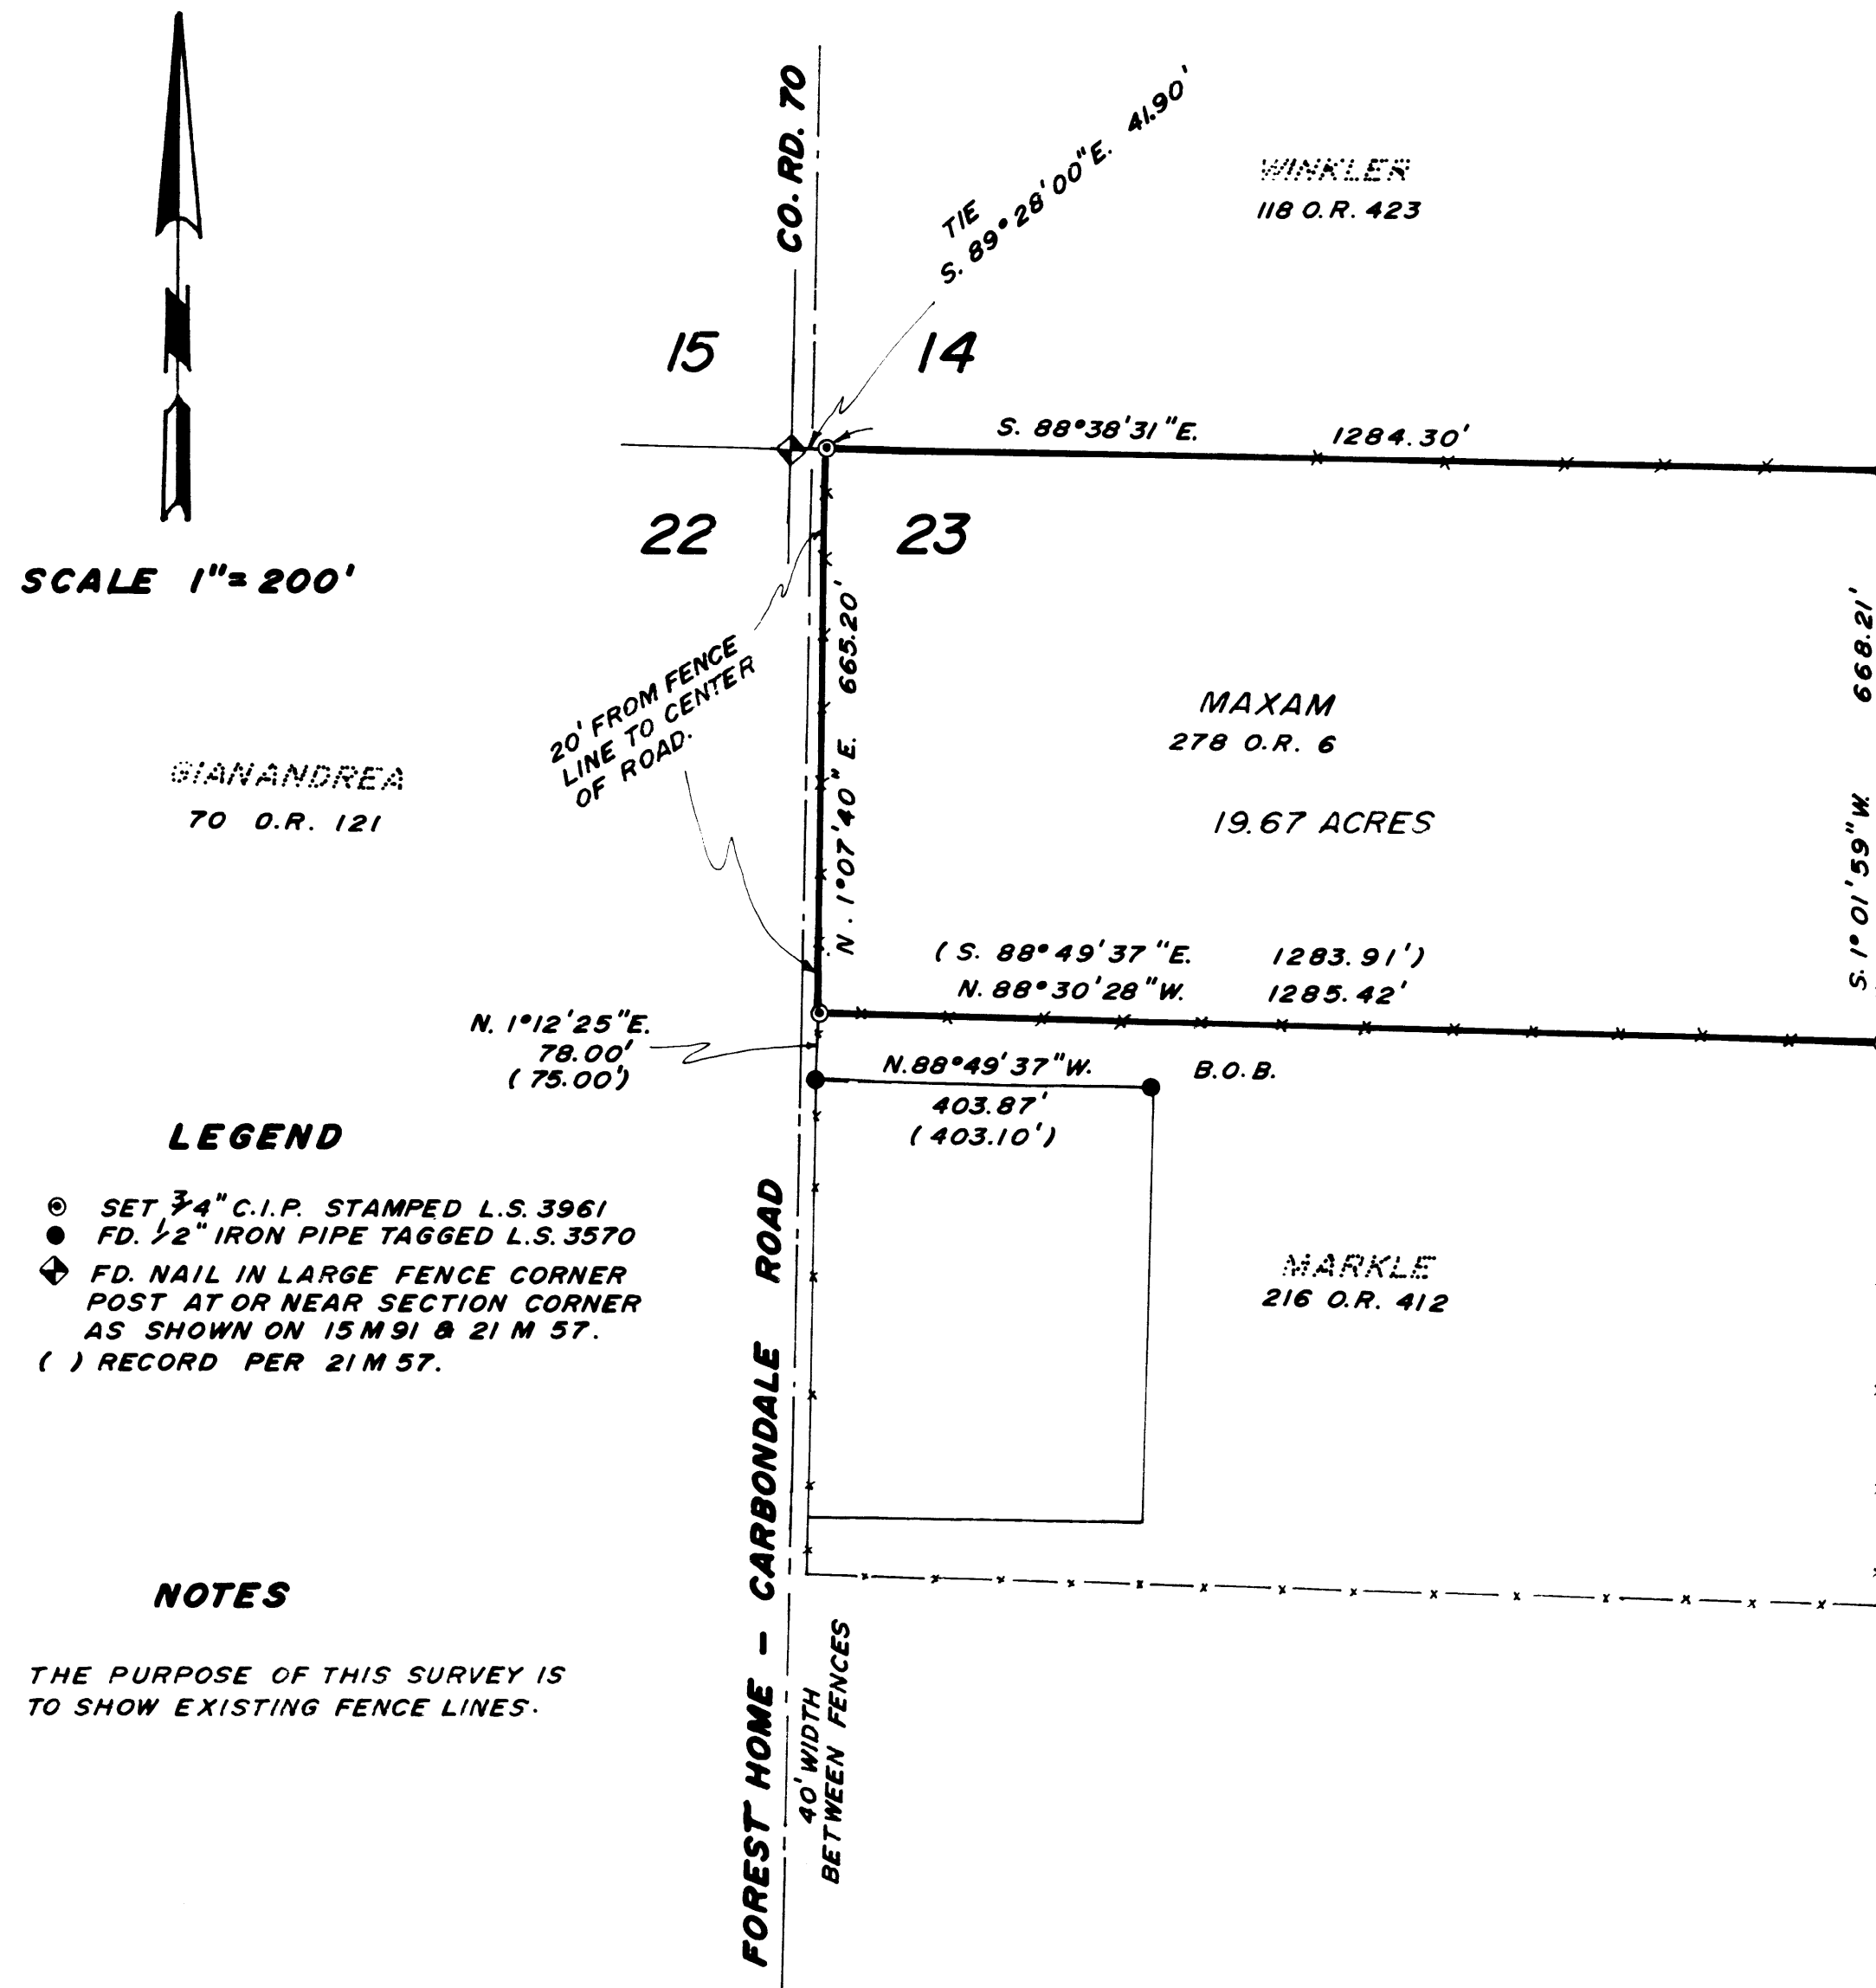 CO. RD. 70
TIE
S. 89°28'00"E. 41.90'
WINKLER
118 O.R. 423
N
15
14
S. 88°38'31"E. 1284.30'
22
23
SCALE 1"=200'
20' FROM FENCE
LINE TO CENTER
OF ROAD.
N. 1°07'40"E. 665.20'
MAXAM
278 O.R. 6
19.67 ACRES
S. 1°01'59"W. 668.21'
GIANANDREA
70 O.R. 121
(S. 88°49'37"E. 1283.91')
N. 88°30'28"W. 1285.42'
N. 1°12'25"E.
78.00'
(75.00')
N.88°49'37"W.
403.87'
(403.10')
B.O.B.
LEGEND
SET 3/4" C.I.P. STAMPED L.S. 3961
FD. 1/2" IRON PIPE TAGGED L.S. 3570
FD. NAIL IN LARGE FENCE CORNER
POST AT OR NEAR SECTION CORNER
AS SHOWN ON 15 M 91 & 21 M 57.
( ) RECORD PER 21 M 57.
MARKLE
216 O.R. 412
FOREST HOME - CARBONDALE ROAD
40' WIDTH
BETWEEN FENCES
NOTES
THE PURPOSE OF THIS SURVEY IS
TO SHOW EXISTING FENCE LINES.